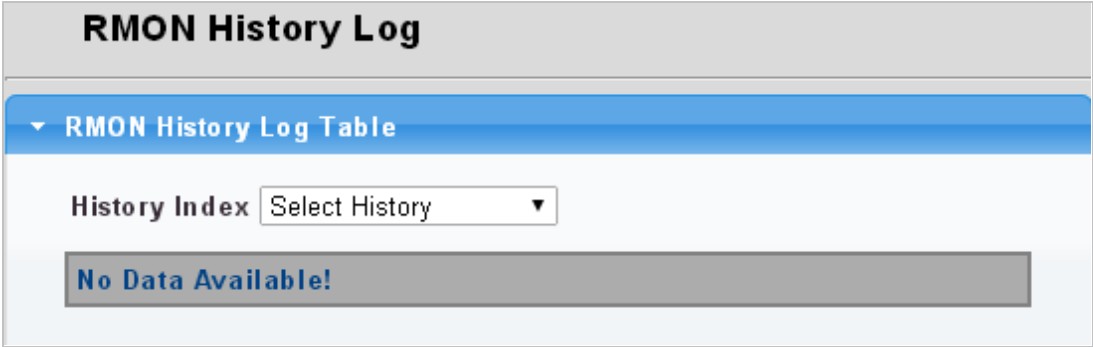 RMON History Log
RMON History Log Table
History Index Select History
No Data Available!